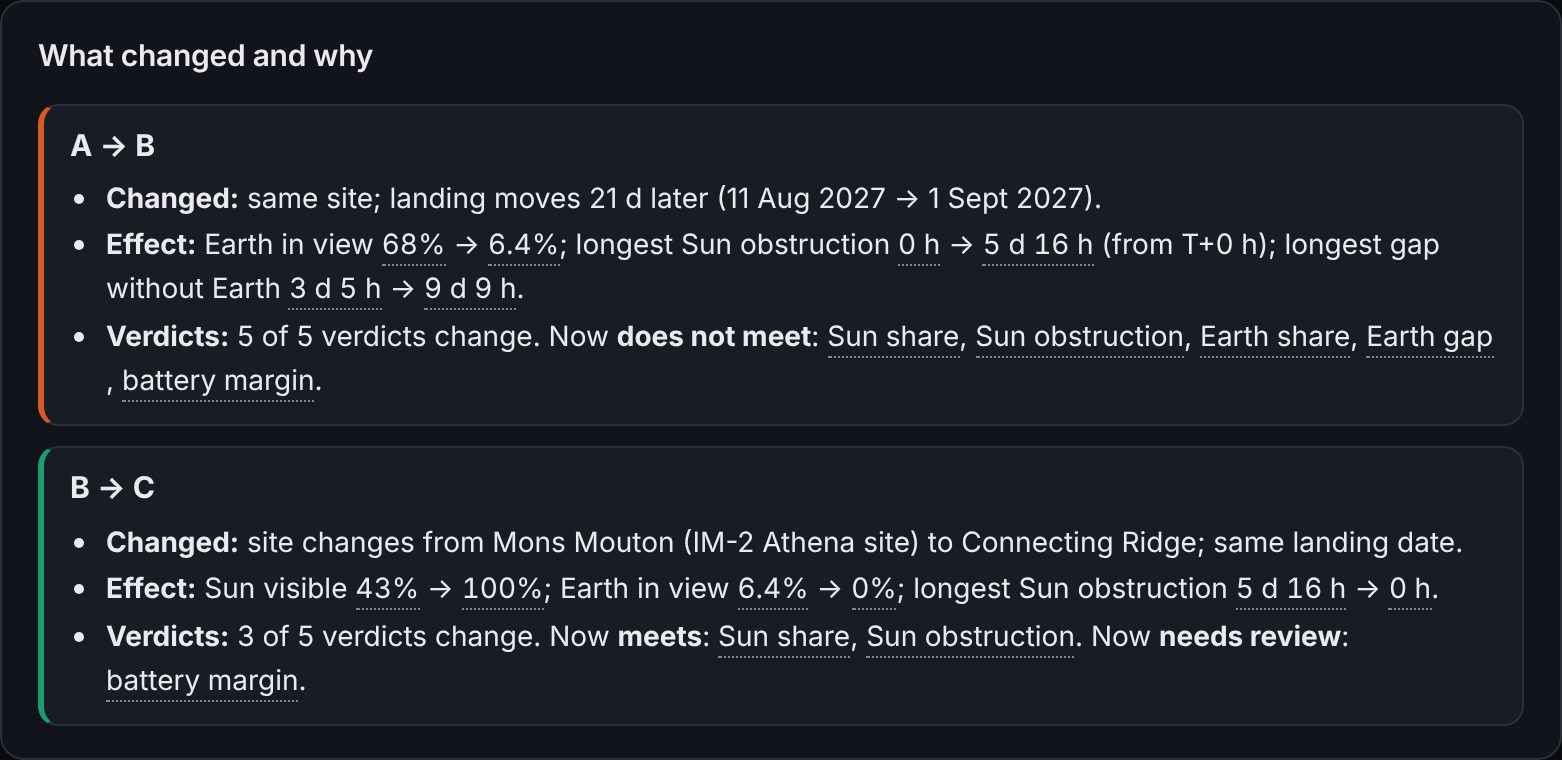 What changed and why
A → B
• Changed: same site; landing moves 21 d later (11 Aug 2027 → 1 Sept 2027).
• Effect: Earth in view 68% → 6.4%; longest Sun obstruction 0 h → 5 d 16 h (from T+0 h); longest gap
without Earth 3 d 5 h → 9 d 9 h.
• Verdicts: 5 of 5 verdicts change. Now does not meet: Sun share, Sun obstruction, Earth share, Earth gap
, battery margin.
B → C
• Changed: site changes from Mons Mouton (IM-2 Athena site) to Connecting Ridge; same landing date.
• Effect: Sun visible 43% → 100%; Earth in view 6.4% → 0%; longest Sun obstruction 5 d 16 h → 0 h.
• Verdicts: 3 of 5 verdicts change. Now meets: Sun share, Sun obstruction. Now needs review:
battery margin.